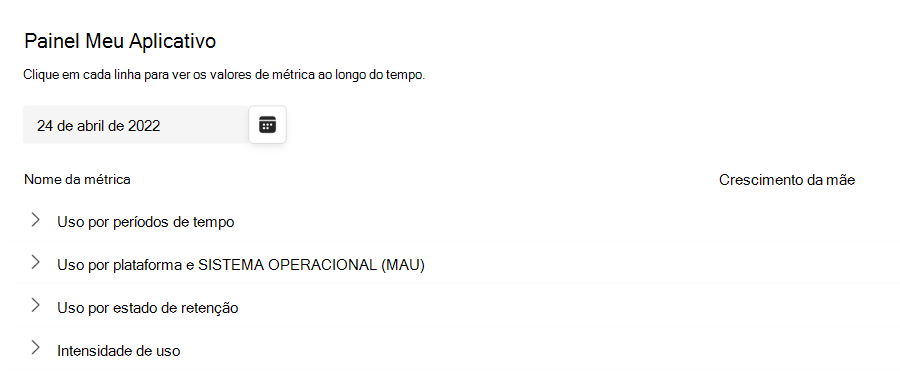 Painel Meu Aplicativo
Clique em cada linha para ver os valores de métrica ao longo do tempo.
24 de abril de 2022
Nome da métrica Crescimento da mãe
Uso por períodos de tempo
Uso por plataforma e SISTEMA OPERACIONAL (MAU)
Uso por estado de retenção
Intensidade de uso